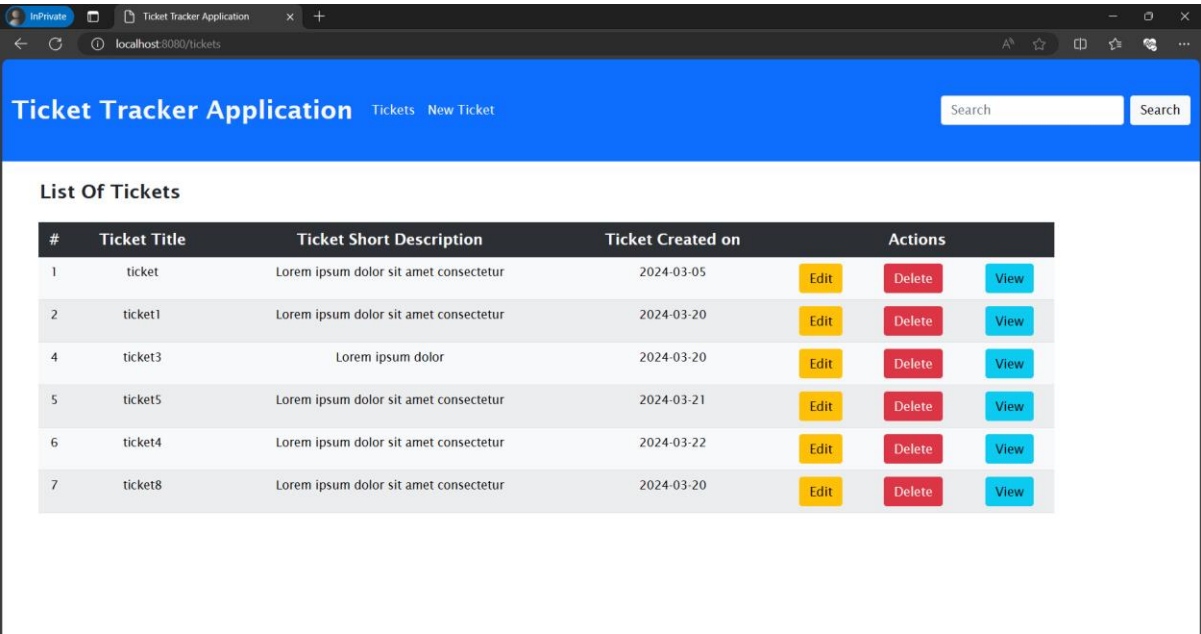 InPrivate Ticket Tracker Application
localhost:8080/tickets
Ticket Tracker Application Tickets New Ticket Search Search
List Of Tickets
# Ticket Title Ticket Short Description Ticket Created on Actions
1 ticket Lorem ipsum dolor sit amet consectetur 2024-03-05 Edit Delete View
2 ticket1 Lorem ipsum dolor sit amet consectetur 2024-03-20 Edit Delete View
4 ticket3 Lorem ipsum dolor 2024-03-20 Edit Delete View
5 ticket5 Lorem ipsum dolor sit amet consectetur 2024-03-21 Edit Delete View
6 ticket4 Lorem ipsum dolor sit amet consectetur 2024-03-22 Edit Delete View
7 ticket8 Lorem ipsum dolor sit amet consectetur 2024-03-20 Edit Delete View